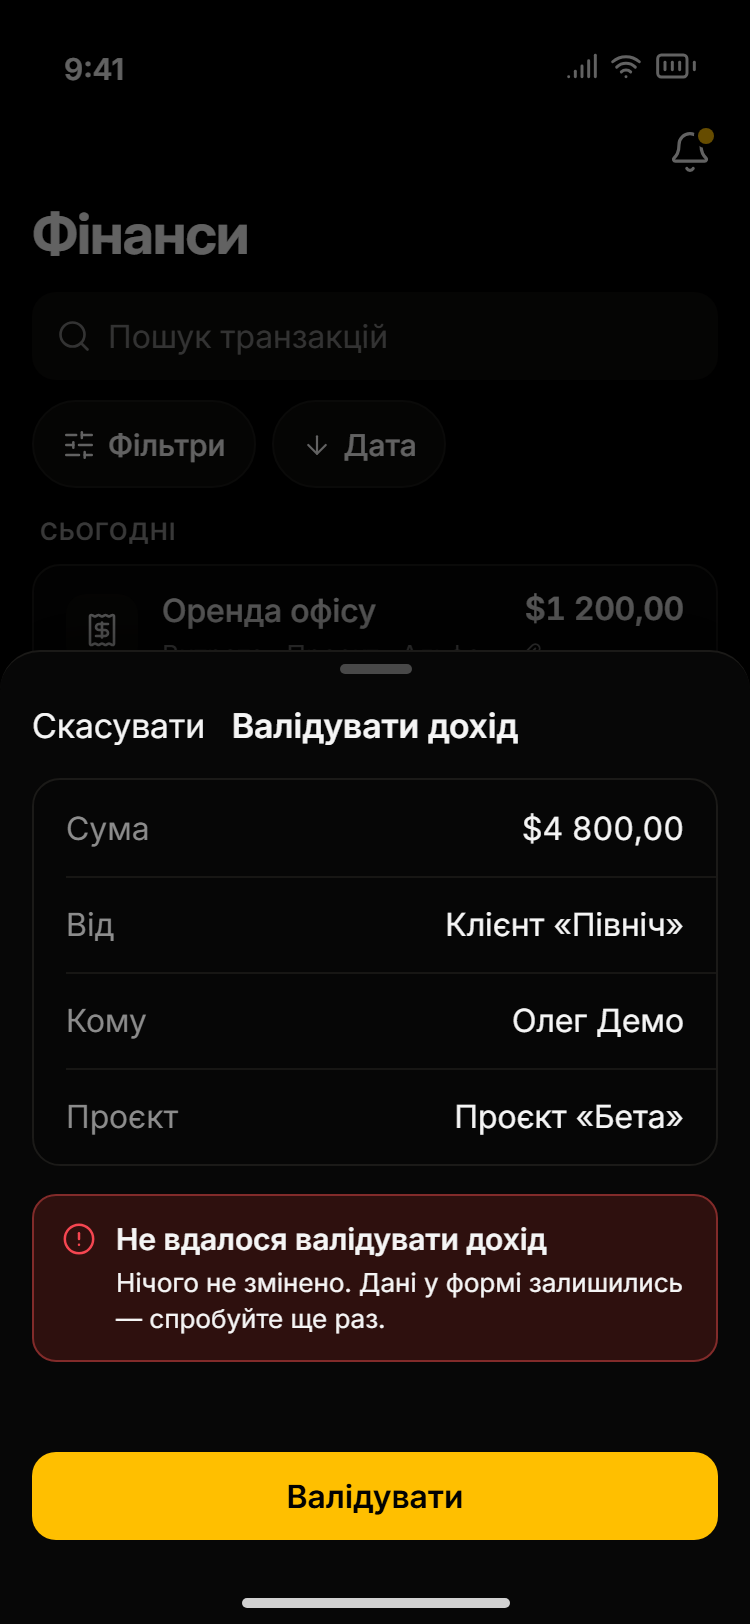 9:41
Фінанси
Пошук транзакцій
Фільтри
Дата
СЬОГОДНІ
Оренда офісу
$1 200,00
Скасувати
Валідувати дохід
Сума
$4 800,00
Від
Клієнт «Північ»
Кому
Олег Демо
Проєкт
Проєкт «Бета»
Не вдалося валідувати дохід
Нічого не змінено. Дані у формі залишились
— спробуйте ще раз.
Валідувати